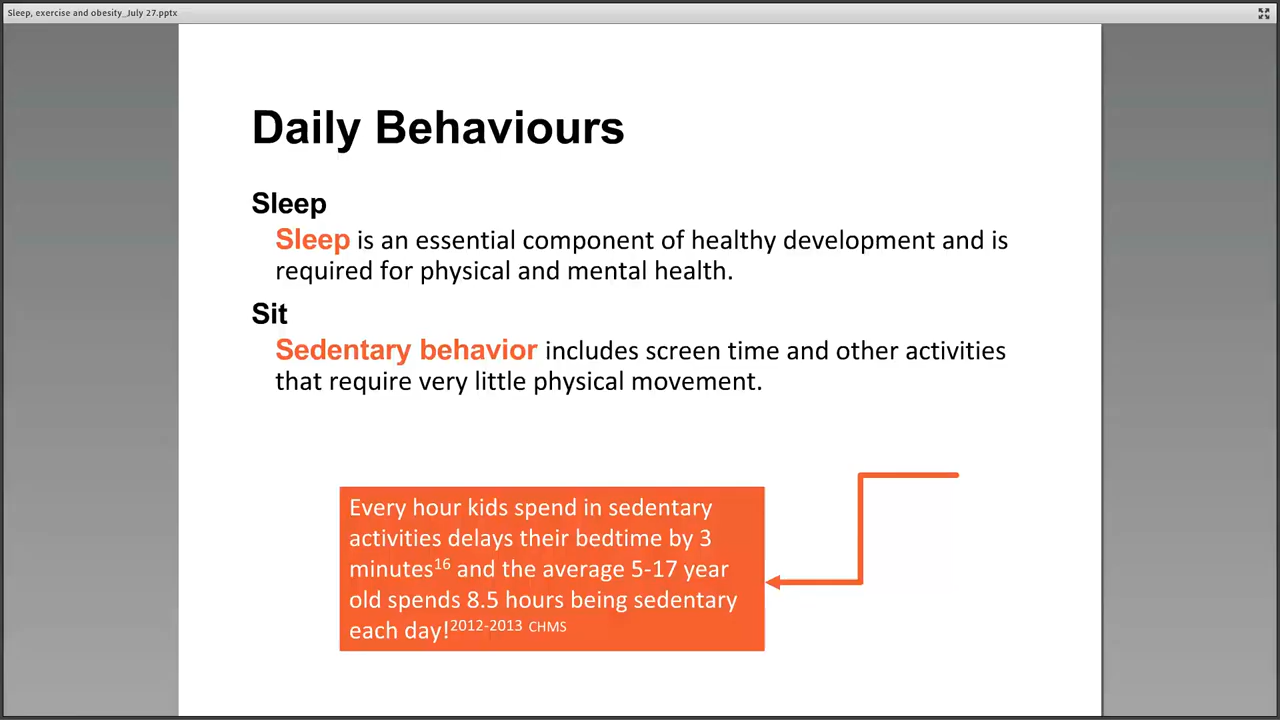 Sleep, exercise and obesity_July 27.pptx
Daily Behaviours
Sleep
Sleep is an essential component of healthy development and is
required for physical and mental health.
Sit
Sedentary behavior includes screen time and other activities
that require very little physical movement.
Every hour kids spend in sedentary
activities delays their bedtime by 3
minutes16 and the average 5-17 year
old spends 8.5 hours being sedentary
each day!2012-2013 CHMS